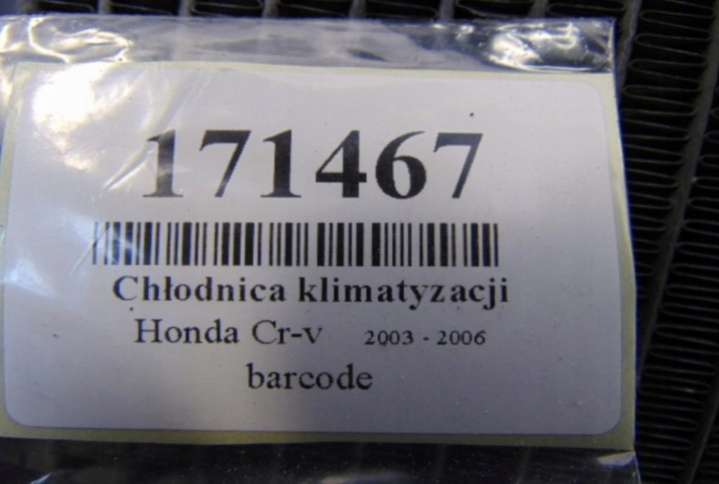 171467
Chłodnica klimatyzacji
Honda Cr-v 2003 - 2006
barcode